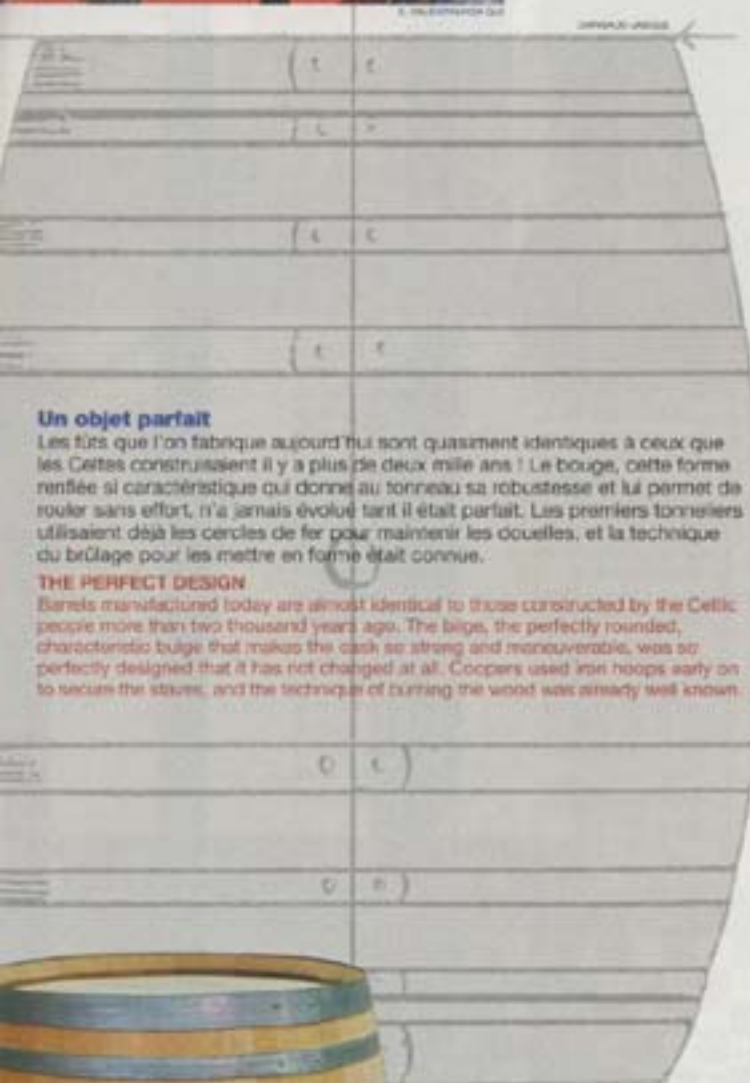 Un objet parfait
Les fûts que l'on fabrique aujourd'hui sont quasiment identiques à ceux que
les Celtes construisaient il y a plus de deux mille ans ! Le bouge, cette forme
renflée si caractéristique qui donne au tonneau sa robustesse et lui permet de
rouler sans effort, n'a jamais évolué tant il était parfait. Les premiers tonneliers
utilisaient déjà les cercles de fer pour maintenir les douelles, et la technique
du brûlage pour les mettre en forme était connue.
THE PERFECT DESIGN
Barrels manufactured today are almost identical to those constructed by the Celtic
people more than two thousand years ago. The bilge, the perfectly rounded,
characteristic bulge that makes the cask so strong and manouverable, was so
perfectly designed that it has not changed at all. Coopers used iron hoops early on
to secure the staves, and the technique of burning the wood was already well known.